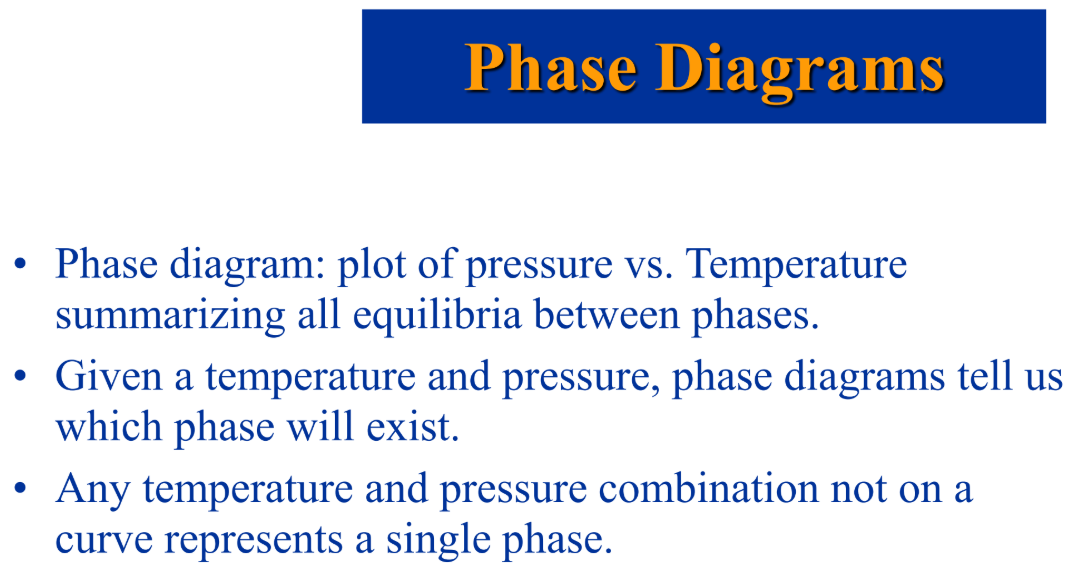 Phase Diagrams
• Phase diagram: plot of pressure vs. Temperature
summarizing all equilibria between phases.
• Given a temperature and pressure, phase diagrams tell us
which phase will exist.
• Any temperature and pressure combination not on a
curve represents a single phase.